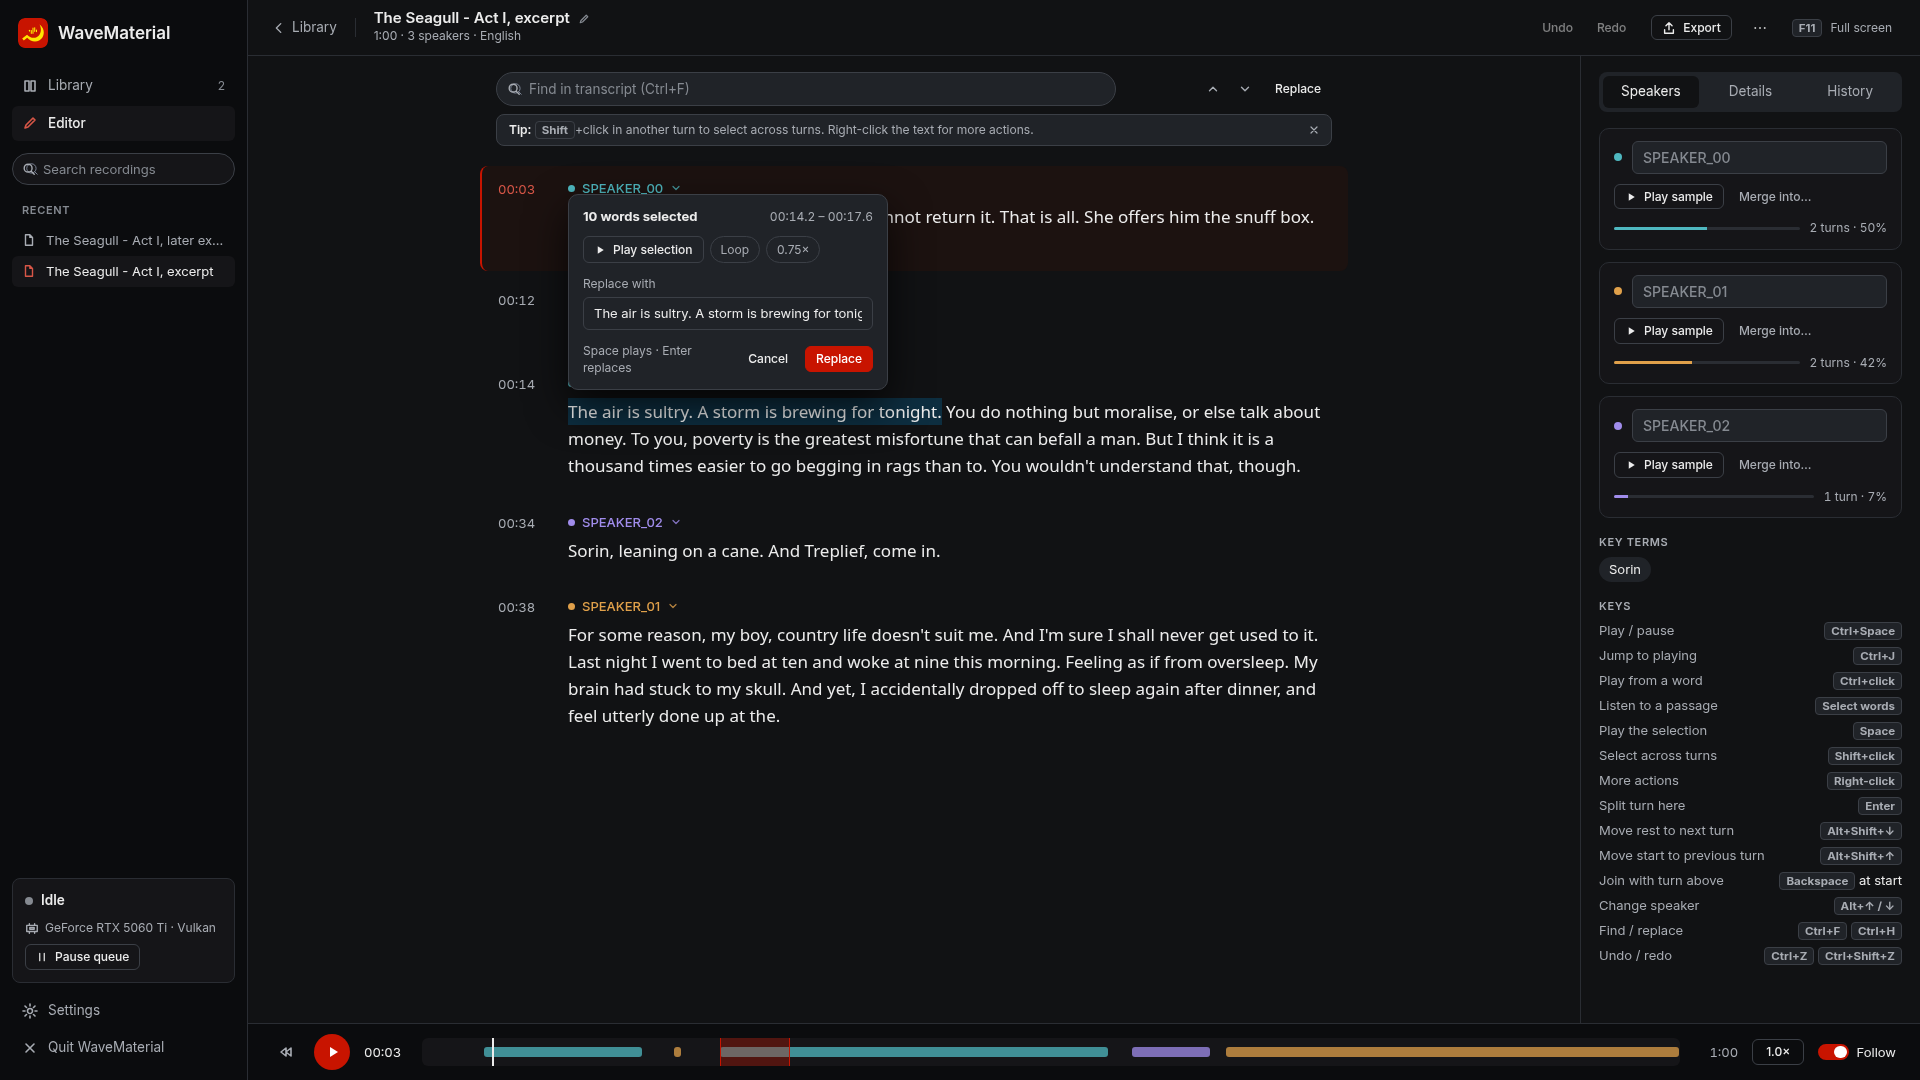 WaveMaterial
Library 2
Editor
Search recordings
RECENT
The Seagull - Act I, later ex...
The Seagull - Act I, excerpt
Idle
GeForce RTX 5060 Ti · Vulkan
Pause queue
Settings
Quit WaveMaterial
Library
The Seagull - Act I, excerpt
1:00 · 3 speakers · English
Undo
Redo
Export
F11 Full screen
Find in transcript (Ctrl+F)
Replace
Tip: Shift+click in another turn to select across turns. Right-click the text for more actions.
00:03 SPEAKER_00
nnot return it. That is all. She offers him the snuff box.
10 words selected 00:14.2 – 00:17.6
Play selection Loop 0.75×
Replace with
The air is sultry. A storm is brewing for tonig
Space plays · Enter replaces
Cancel Replace
00:12
00:14
The air is sultry. A storm is brewing for tonight. You do nothing but moralise, or else talk about
money. To you, poverty is the greatest misfortune that can befall a man. But I think it is a
thousand times easier to go begging in rags than to. You wouldn't understand that, though.
00:34 SPEAKER_02
Sorin, leaning on a cane. And Treplief, come in.
00:38 SPEAKER_01
For some reason, my boy, country life doesn't suit me. And I'm sure I shall never get used to it.
Last night I went to bed at ten and woke at nine this morning. Feeling as if from oversleep. My
brain had stuck to my skull. And yet, I accidentally dropped off to sleep again after dinner, and
feel utterly done up at the.
Speakers Details History
SPEAKER_00
Play sample Merge into...
2 turns · 50%
SPEAKER_01
Play sample Merge into...
2 turns · 42%
SPEAKER_02
Play sample Merge into...
1 turn · 7%
KEY TERMS
Sorin
KEYS
Play / pause Ctrl+Space
Jump to playing Ctrl+J
Play from a word Ctrl+click
Listen to a passage Select words
Play the selection Space
Select across turns Shift+click
More actions Right-click
Split turn here Enter
Move rest to next turn Alt+Shift+↓
Move start to previous turn Alt+Shift+↑
Join with turn above Backspace at start
Change speaker Alt+↑ / ↓
Find / replace Ctrl+F Ctrl+H
Undo / redo Ctrl+Z Ctrl+Shift+Z
00:03
1:00 1.0× Follow